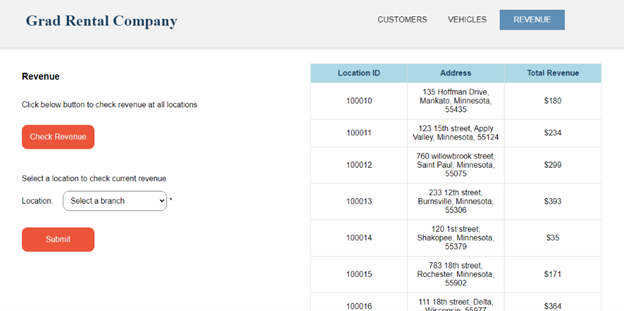 Grad Rental Company
CUSTOMERS VEHICLES REVENUE
Revenue
Click below button to check revenue at all locations
Check Revenue
Select a location to check current revenue
Location: Select a branch *
Submit
Location ID Address Total Revenue
100010 135 Hoffman Drive, $180
Mankato, Minnesota,
55435
100011 123 15th street, Apply $234
Valley, Minnesota, 55124
100012 760 willowbrook street, $299
Saint Paul, Minnesota,
55075
100013 233 12th street, $393
Burnsville, Minnesota,
55306
100014 120 1st street, $35
Shakopee, Minnesota,
55379
100015 783 18th street, $171
Rochester, Minnesota,
55902
100016 111 18th street, Delta, $364
Wisconsin, 55977